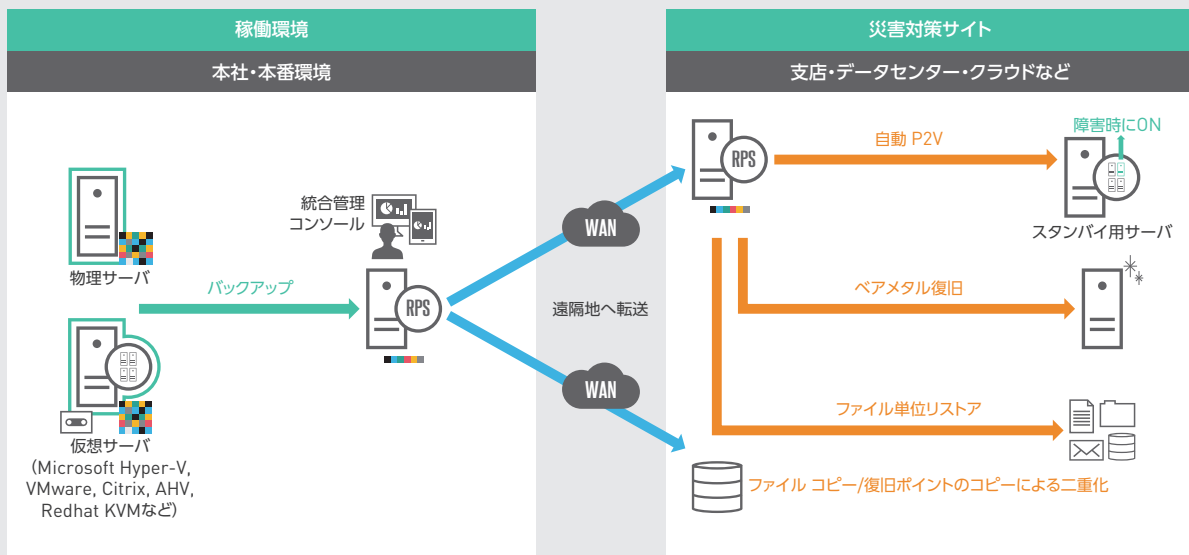 稼働環境
本社・本番環境
物理サーバ
統合管理
コンソール
バックアップ
RPS
仮想サーバ
(Microsoft Hyper-V,
VMware, Citrix, AHV,
Redhat KVMなど)
WAN
遠隔地へ転送
WAN
災害対策サイト
支店・データセンター・クラウドなど
RPS
自動 P2V
障害時にON
スタンバイ用サーバ
ベアメタル復旧
ファイル単位リストア
ファイル コピー/復旧ポイントのコピーによる二重化